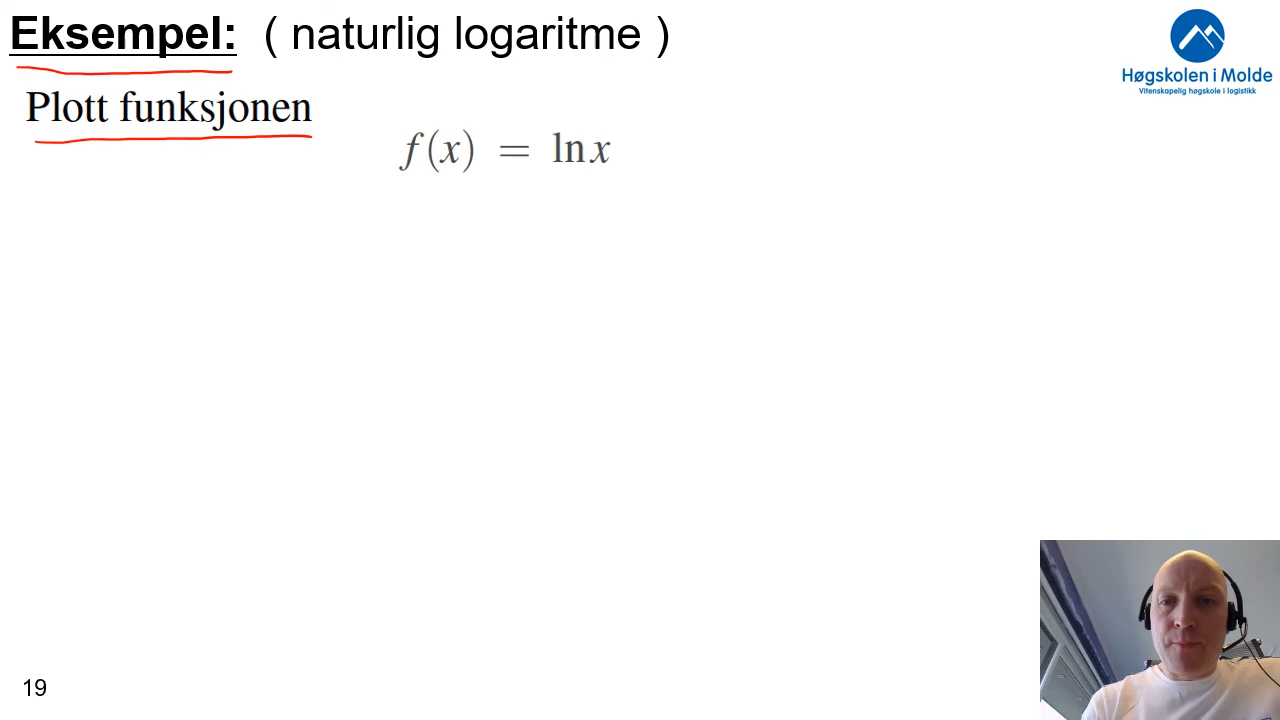 Eksempel: ( naturlig logaritme )
Høgskolen i Molde
Vitenskapelig høgskole i logistikk
Plott funksjonen
f(x) = ln x
19